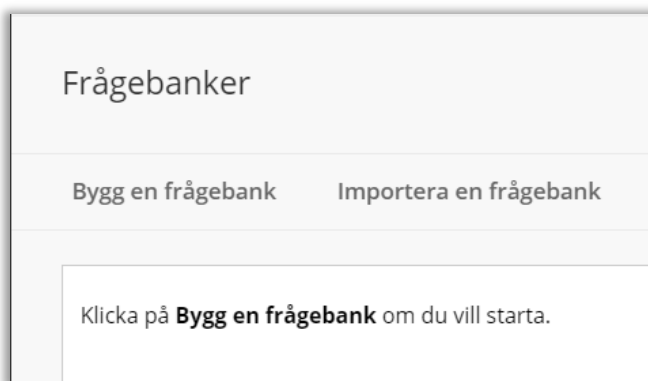 Frågebanker
Bygg en frågebank Importera en frågebank
Klicka på Bygg en frågebank om du vill starta.